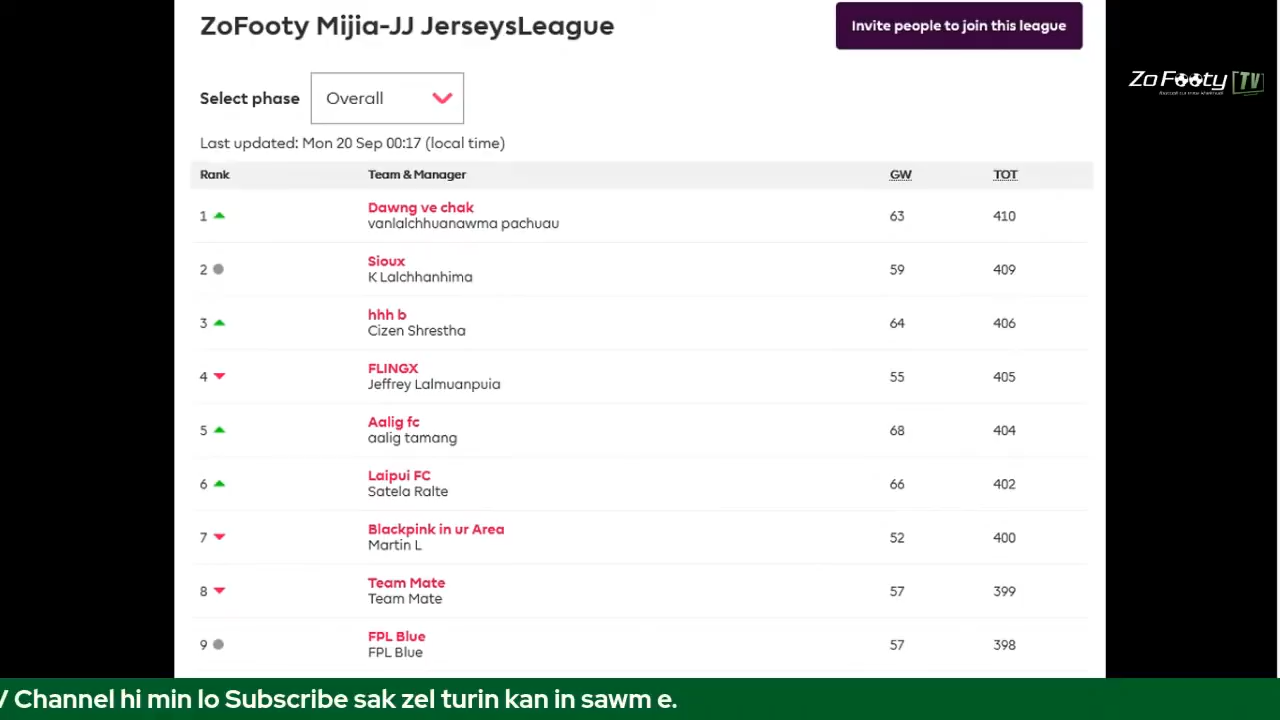 ZoFooty Mijia-JJ JerseysLeague
Invite people to join this league
Select phase
Overall
ZoFooty TV
Last updated: Mon 20 Sep 00:17 (local time)
Rank Team & Manager GW TOT
1 Dawng ve chak 63 410
vanlalchhuanawma pachuau
2 Sioux 59 409
K Lalchhanhima
3 hhh b 64 406
Cizen Shrestha
4 FLINGX 55 405
Jeffrey Lalmuanpuia
5 Aalig fc 68 404
aalig tamang
6 Laipui FC 66 402
Satela Ralte
7 Blackpink in ur Area 52 400
Martin L
8 Team Mate 57 399
Team Mate
9 FPL Blue 57 398
FPL Blue
Channel hi min lo Subscribe sak zel turin kan in sawm e.